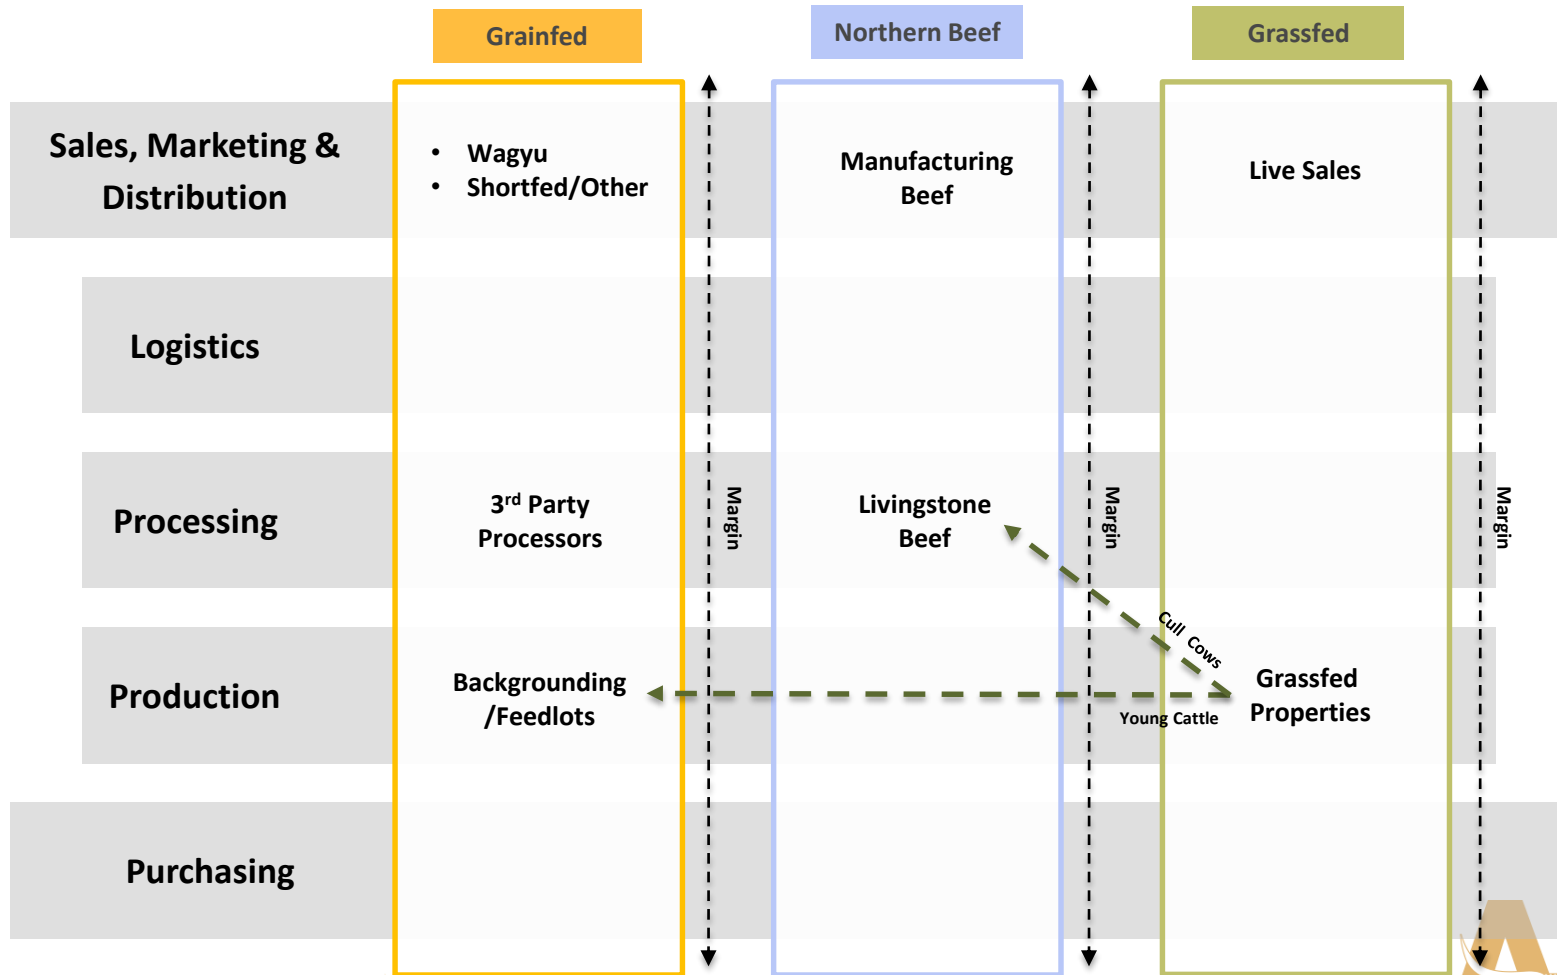 Grainfed
Northern Beef
Grassfed
Sales, Marketing &
Distribution
• Wagyu
• Shortfed/Other
Manufacturing
Beef
Live Sales
Logistics
Processing
3rd Party
Processors
Margin
Livingstone
Beef
Margin
Margin
Cull Cows
Production
Backgrounding
/Feedlots
Young Cattle
Grassfed
Properties
Purchasing